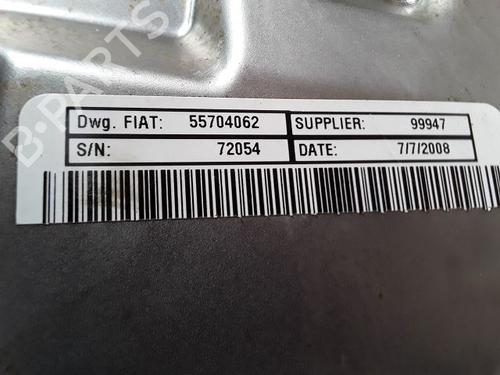 B-PARTS
Dwg. FIAT: 55704062 SUPPLIER: 99947
S/N: 72054 DATE: 7/7/2008